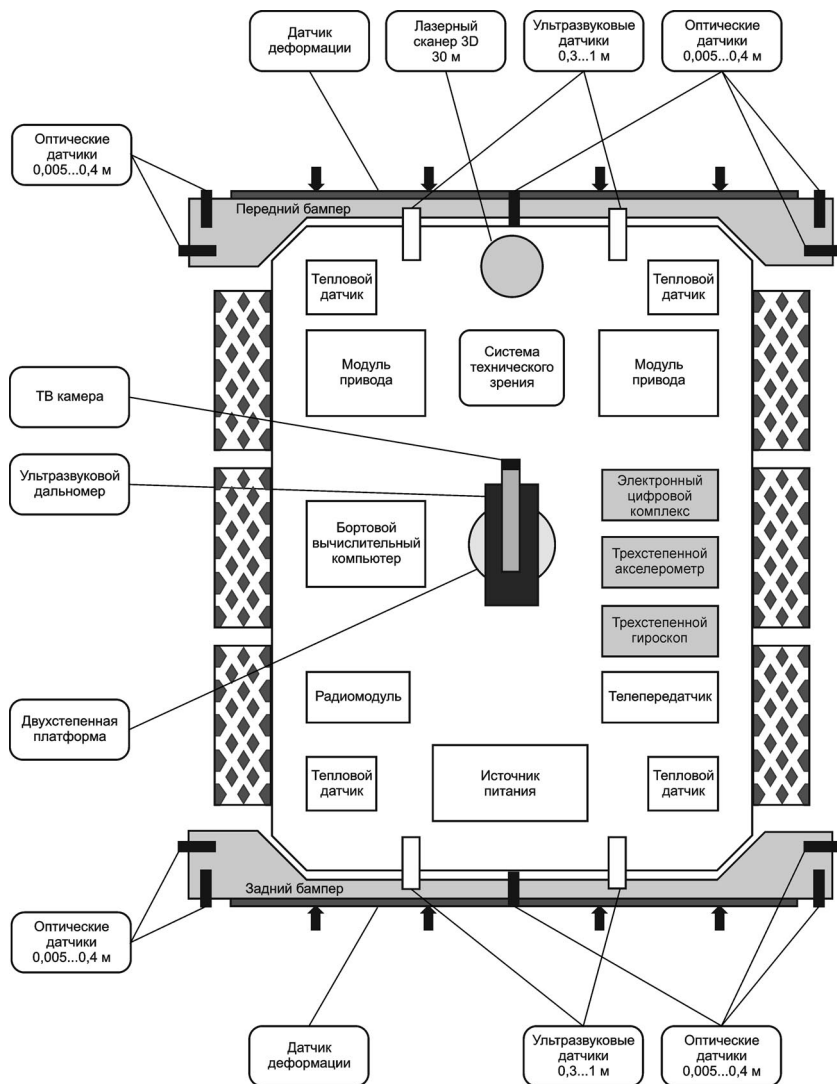 Датчик
деформации
Лазерный
сканер 3D
30 м
Ультразвуковые
датчики
0,3...1 м
Оптические
датчики
0,005...0,4 м
Оптические
датчики
0,005...0,4 м
Передний бампер
Тепловой
датчик
Тепловой
датчик
Модуль
привода
Система
технического
зрения
Модуль
привода
ТВ камера
Ультразвуковой
дальномер
Бортовой
вычислительный
компьютер
Электронный
цифровой
комплекс
Трехстепенной
акселерометр
Трехстепенной
гироскоп
Двухстепенная
платформа
Радиомодуль
Телепередатчик
Тепловой
датчик
Источник
питания
Тепловой
датчик
Задний бампер
Оптические
датчики
0,005...0,4 м
Датчик
деформации
Ультразвуковые
датчики
0,3...1 м
Оптические
датчики
0,005...0,4 м